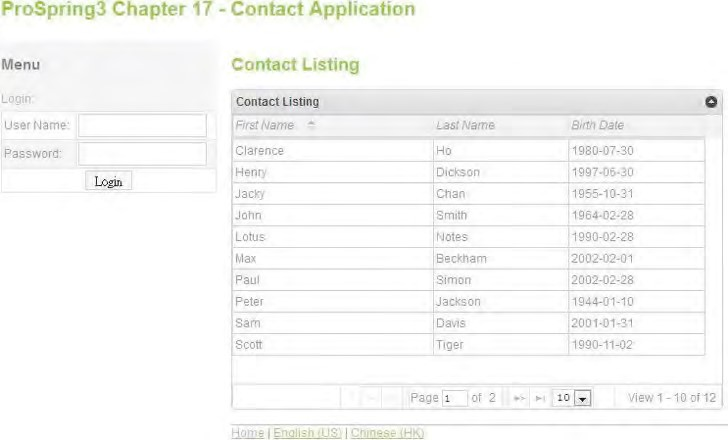 ProSpring3 Chapter 17 - Contact Application
Menu
Login:
User Name:
Password:
Login
Contact Listing
Contact Listing
First Name Last Name Birth Date
Clarence Ho 1980-07-30
Henry Dickson 1997-06-30
Jacky Chan 1955-10-31
John Smith 1964-02-28
Lotus Notes 1990-02-28
Max Beckham 2002-02-01
Paul Simon 2002-02-28
Peter Jackson 1944-01-10
Sam Davis 2001-01-31
Scott Tiger 1990-11-02
Page 1 of 2 10 View 1 - 10 of 12
Home | English (US) | Chinese (HK)